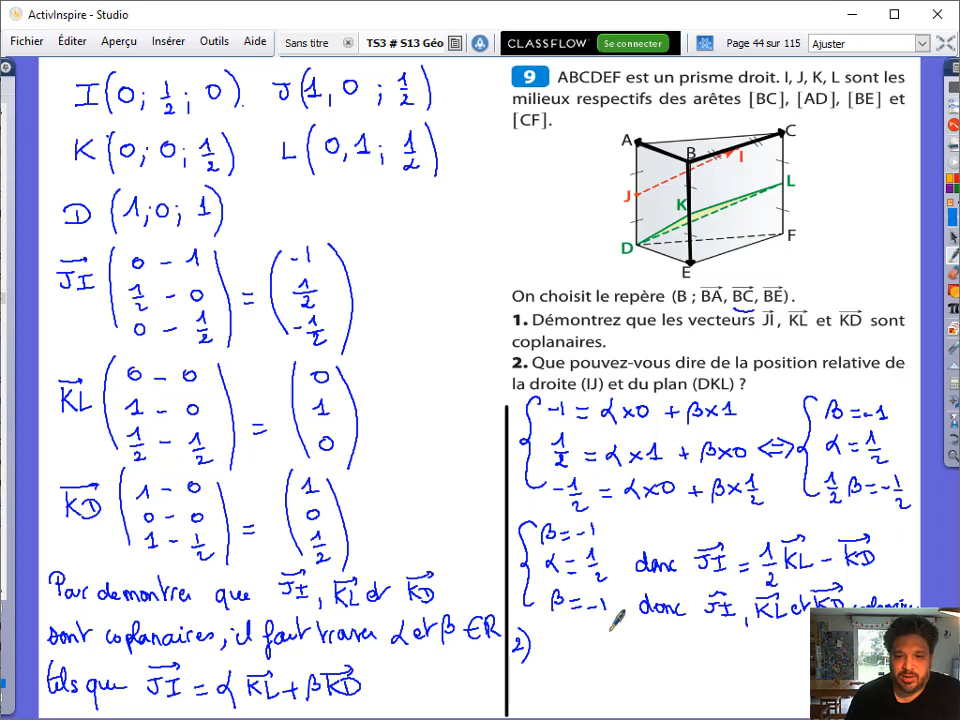 ActivInspire - Studio
Fichier Éditer Aperçu Insérer Outils Aide Sans titre TS3 # S13 Géo CLASSFLOW Se connecter Page 44 sur 115 Ajuster
I(0; 1/2; 0). J(1, 0; 1/2)
K(0; 0; 1/2) L(0, 1; 1/2)
D(1; 0; 1)
JI→ (0 - 1; 1/2 - 0; 0 - 1/2) = (-1; 1/2; -1/2)
KL→ (0 - 0; 1 - 0; 1/2 - 1/2) = (0; 1; 0)
KD→ (1 - 0; 0 - 0; 1 - 1/2) = (1; 0; 1/2)
Pour demontrer que JI→, KL→ et KD→
sont coplanaires, il faut trouver α et β ∈ R
tels que JI→ = α KL→ + β KD→
9 ABCDEF est un prisme droit. I, J, K, L sont les
milieux respectifs des arêtes [BC], [AD], [BE] et
[CF].
A
B
C
I
J
K
L
D
F
E
On choisit le repère (B ; BA→, BC→, BE→).
1. Démontrez que les vecteurs JI→, KL→ et KD→ sont
coplanaires.
2. Que pouvez-vous dire de la position relative de
la droite (IJ) et du plan (DKL) ?
{ -1 = α×0 + β×1
1/2 = α×1 + β×0
-1/2 = α×0 + β×1/2
⇔ { β = -1
α = 1/2
1/2 β = -1/2
{ β = -1
α = 1/2
β = -1
donc JI→ = 1/2 KL→ - KD→
donc JI→, KL→ et KD→
2)